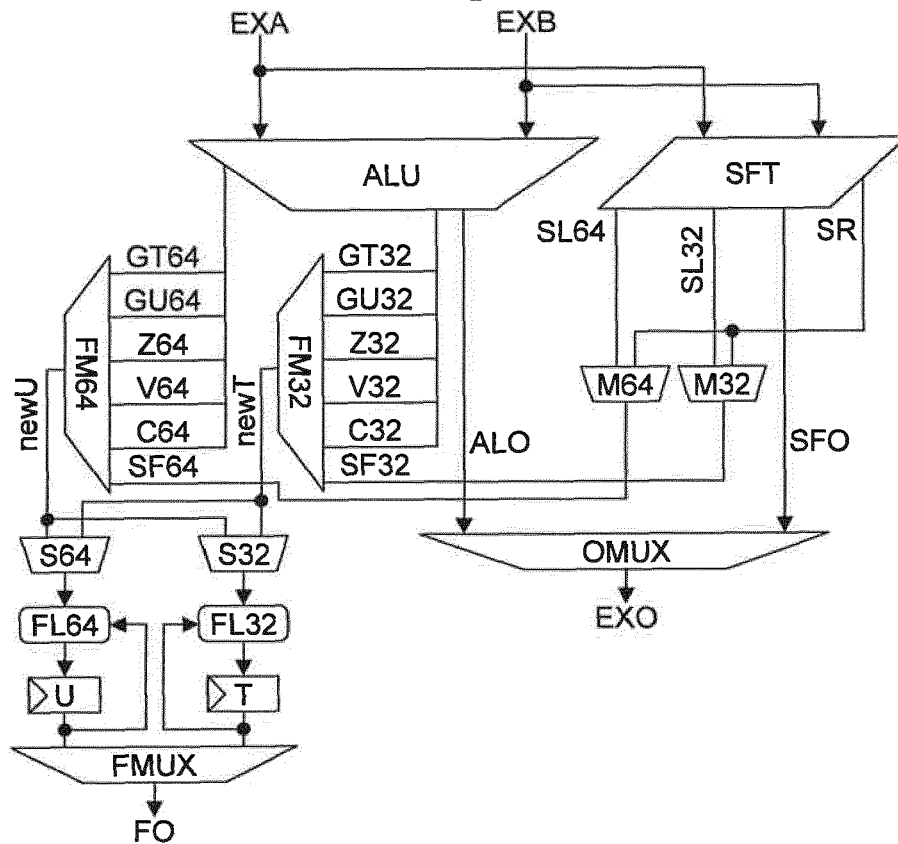 EXA
EXB
ALU
SFT
SL64
SL32
SR
GT64
GU64
Z64
V64
C64
SF64
FM64
newU
GT32
GU32
Z32
V32
C32
SF32
FM32
newT
M64
M32
ALO
SFO
S64
S32
OMUX
EXO
FL64
FL32
U
T
FMUX
FO